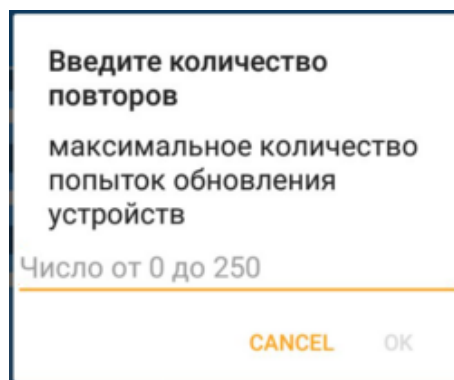 Введите количество
повторов
максимальное количество
попыток обновления
устройств
Число от 0 до 250
CANCEL OK